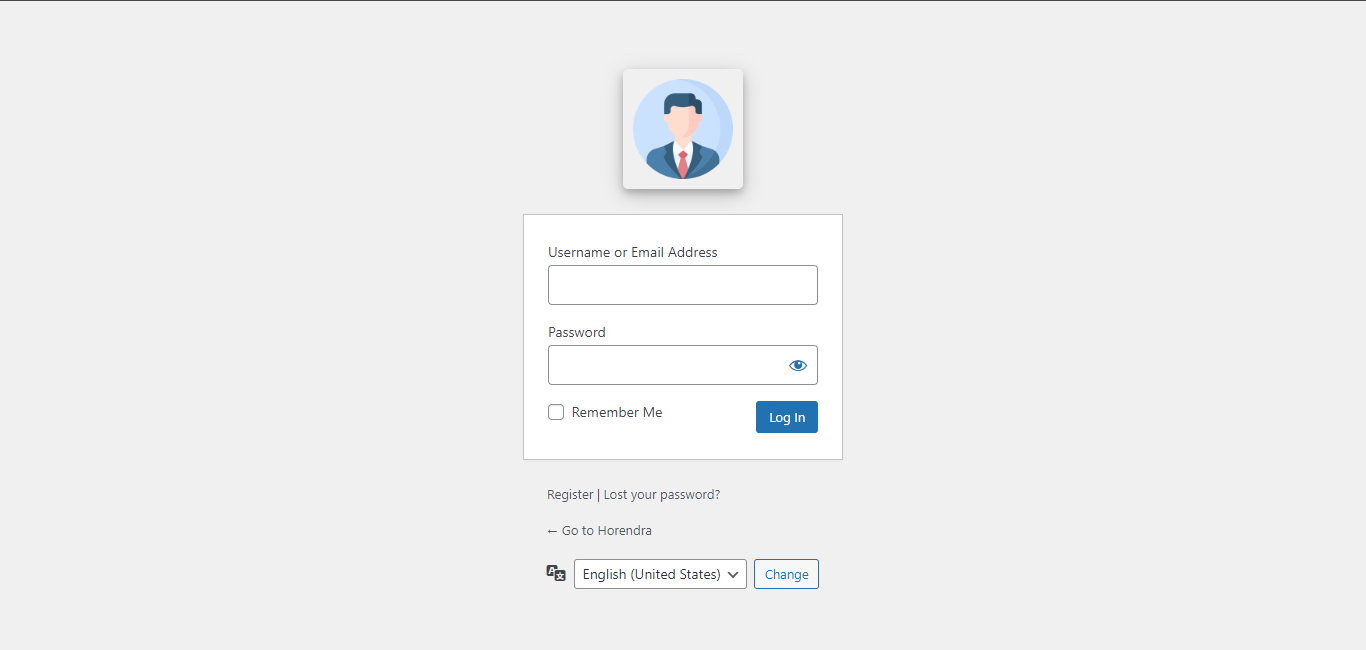 Username or Email Address
Password
Remember Me
Log In
Register | Lost your password?
← Go to Horendra
English (United States)
Change